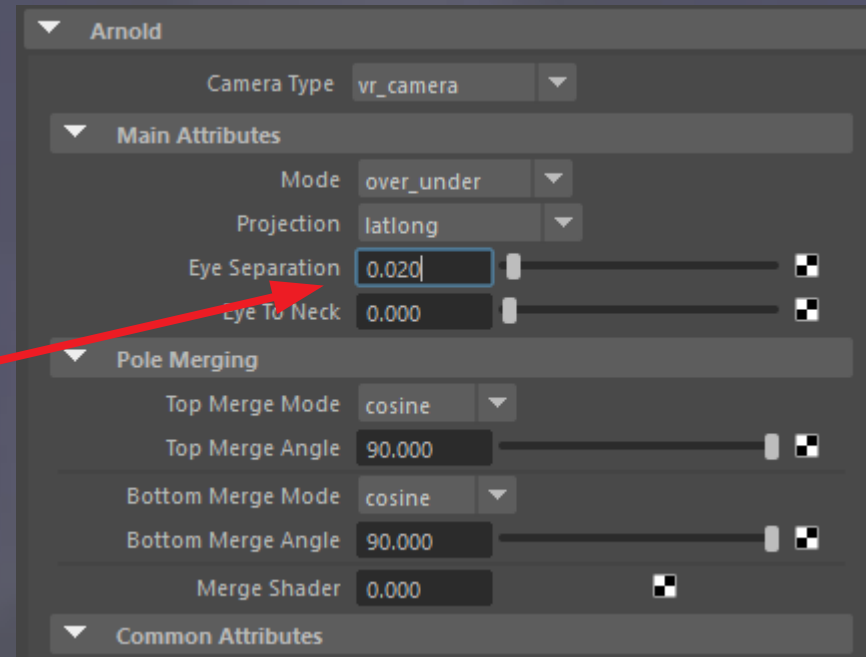 Arnold
Camera Type vr_camera
Main Attributes
Mode over_under
Projection latlong
Eye Separation 0.020
Eye To Neck 0.000
Pole Merging
Top Merge Mode cosine
Top Merge Angle 90.000
Bottom Merge Mode cosine
Bottom Merge Angle 90.000
Merge Shader 0.000
Common Attributes